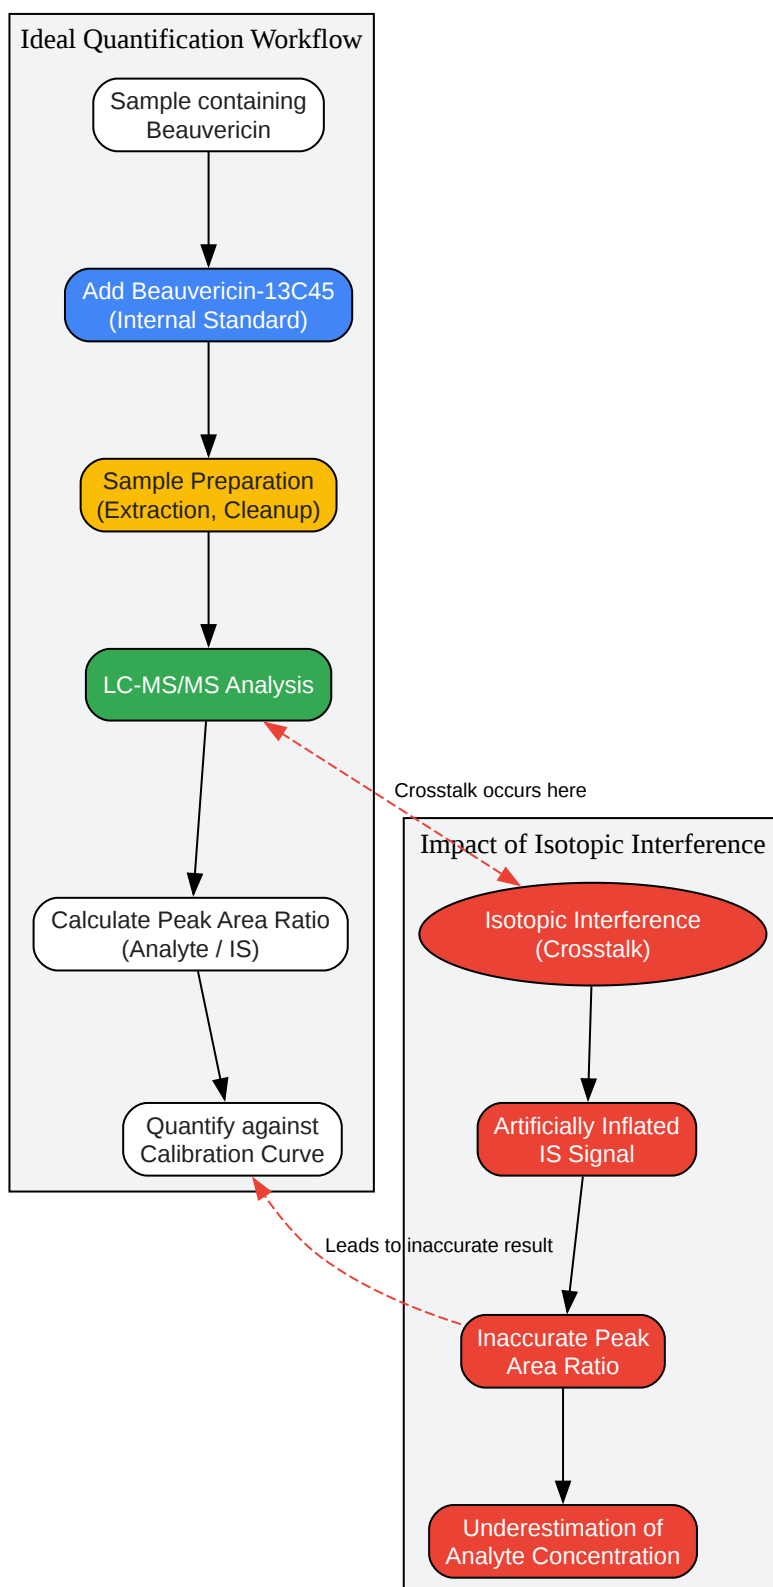 Ideal Quantification Workflow
Sample containing
Beauvericin
Add Beauvericin-13C45
(Internal Standard)
Sample Preparation
(Extraction, Cleanup)
LC-MS/MS Analysis
Crosstalk occurs here
Impact of Isotopic Interference
Calculate Peak Area Ratio
(Analyte / IS)
Isotopic Interference
(Crosstalk)
Quantify against
Calibration Curve
Artificially Inflated
IS Signal
Leads to inaccurate result
Inaccurate Peak
Area Ratio
Underestimation of
Analyte Concentration